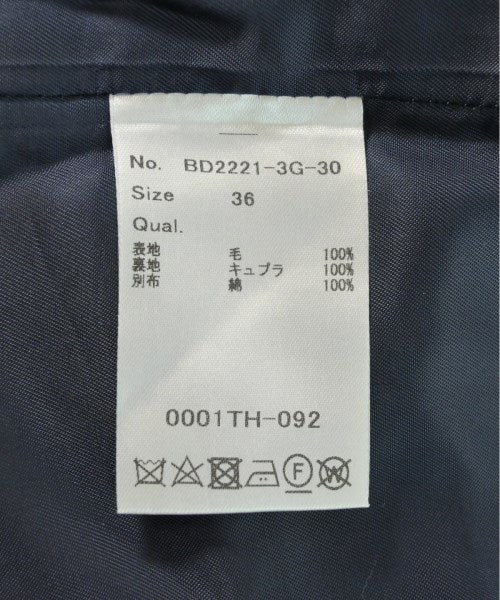 No. BD2221-3G-30
Size 36
Qual.
表地 毛 100%
裏地 キュプラ 100%
別布 綿 100%
0001TH-092
F W